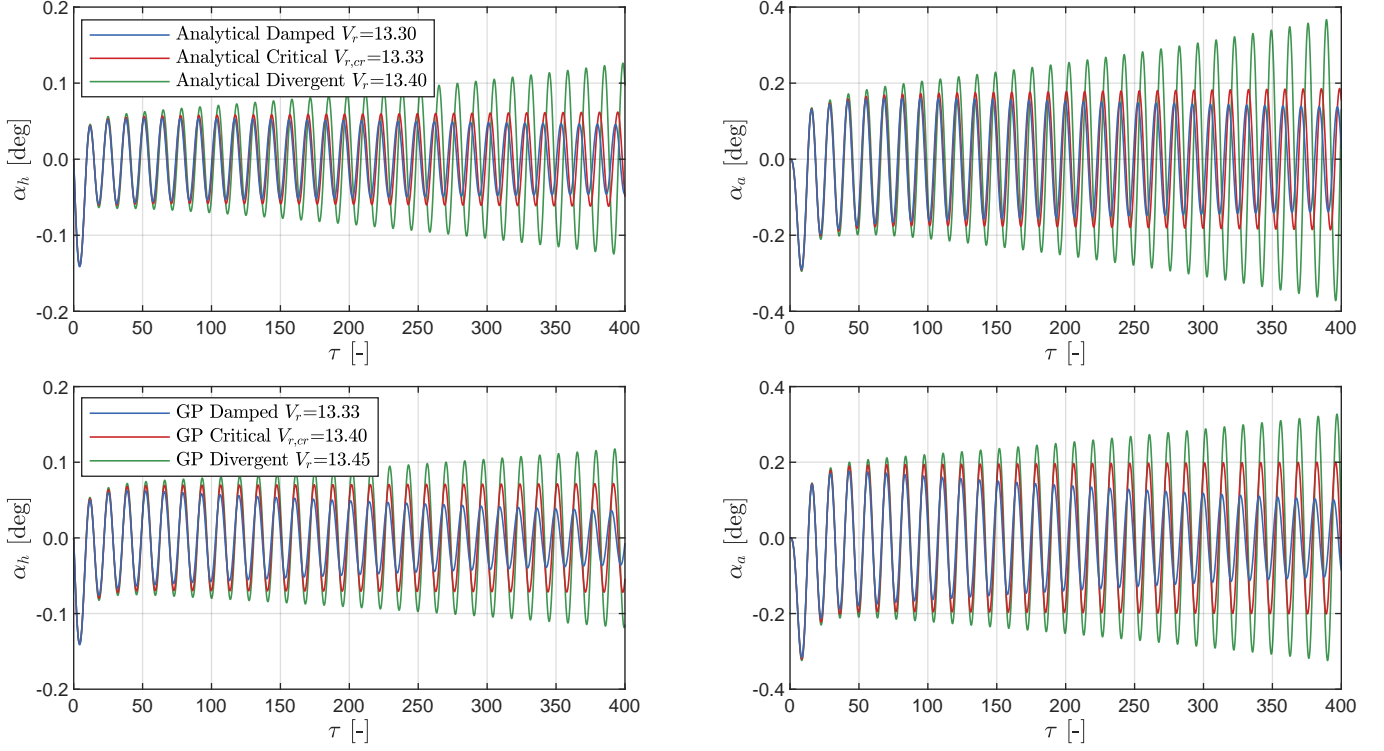 0.2
0.1
0.0
-0.1
-0.2
α_h [deg]
Analytical Damped V_r=13.30
Analytical Critical V_{r,cr}=13.33
Analytical Divergent V_r=13.40
0 50 100 150 200 250 300 350 400
τ [-]
0.4
0.2
0.0
-0.2
-0.4
α_a [deg]
0 50 100 150 200 250 300 350 400
τ [-]
0.2
0.1
0.0
-0.1
-0.2
α_h [deg]
GP Damped V_r=13.33
GP Critical V_{r,cr}=13.40
GP Divergent V_r=13.45
0 50 100 150 200 250 300 350 400
τ [-]
0.4
0.2
0.0
-0.2
-0.4
α_a [deg]
0 50 100 150 200 250 300 350 400
τ [-]